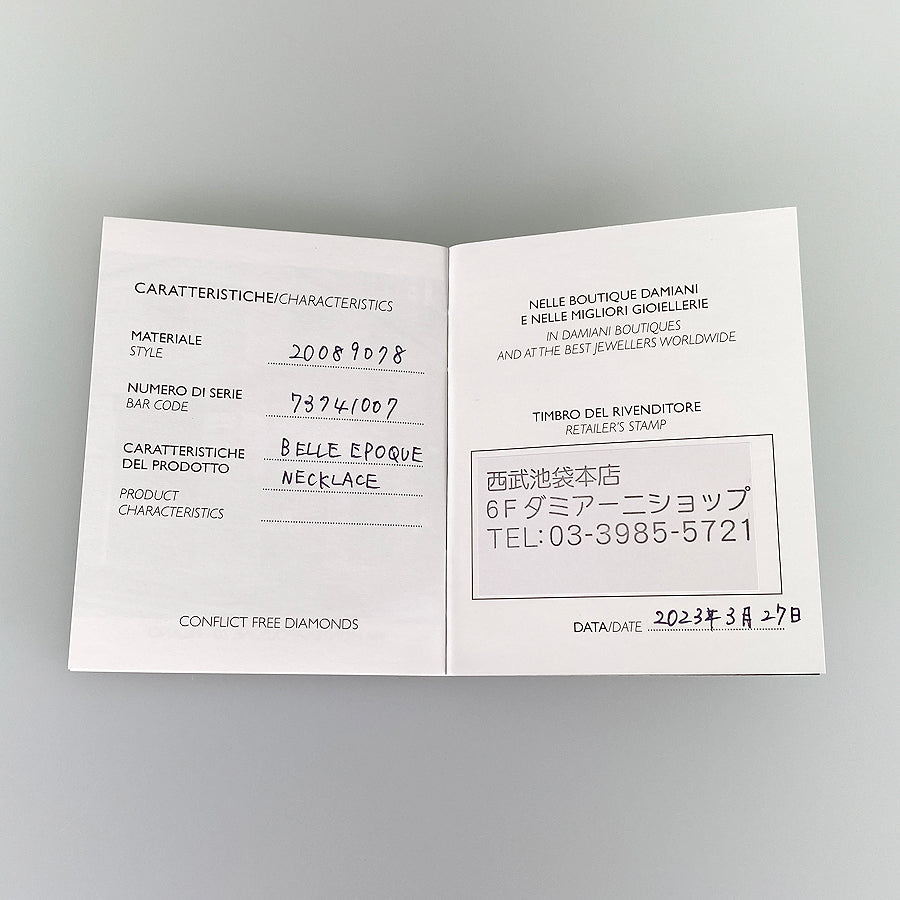 CARATTERISTICHE/CHARACTERISTICS
MATERIALE
STYLE
20089078
NUMERO DI SERIE
BAR CODE
73741007
CARATTERISTICHE
DEL PRODOTTO
PRODUCT
CHARACTERISTICS
BELLE EPOQUE
NECKLACE
CONFLICT FREE DIAMONDS
NELLE BOUTIQUE DAMIANI
E NELLE MIGLIORI GIOIELLERIE
IN DAMIANI BOUTIQUES
AND AT THE BEST JEWELLERS WORLDWIDE
TIMBRO DEL RIVENDITORE
RETAILER'S STAMP
西武池袋本店
6Fダミアーニショップ
TEL:03-3985-5721
DATA/DATE 2023年3月27日